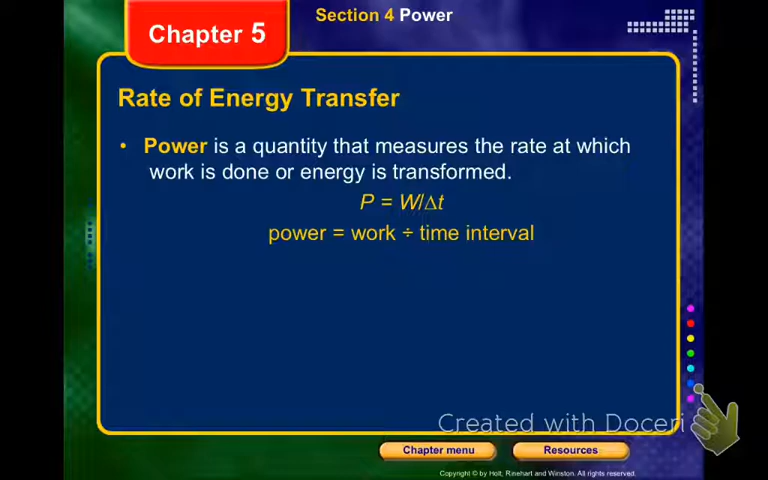 Section 4 Power
Chapter 5
Rate of Energy Transfer
• Power is a quantity that measures the rate at which
work is done or energy is transformed.
P = W/Δt
power = work ÷ time interval
Created with Doceri
Chapter menu
Resources
Copyright © by Holt, Rinehart and Winston. All rights reserved.